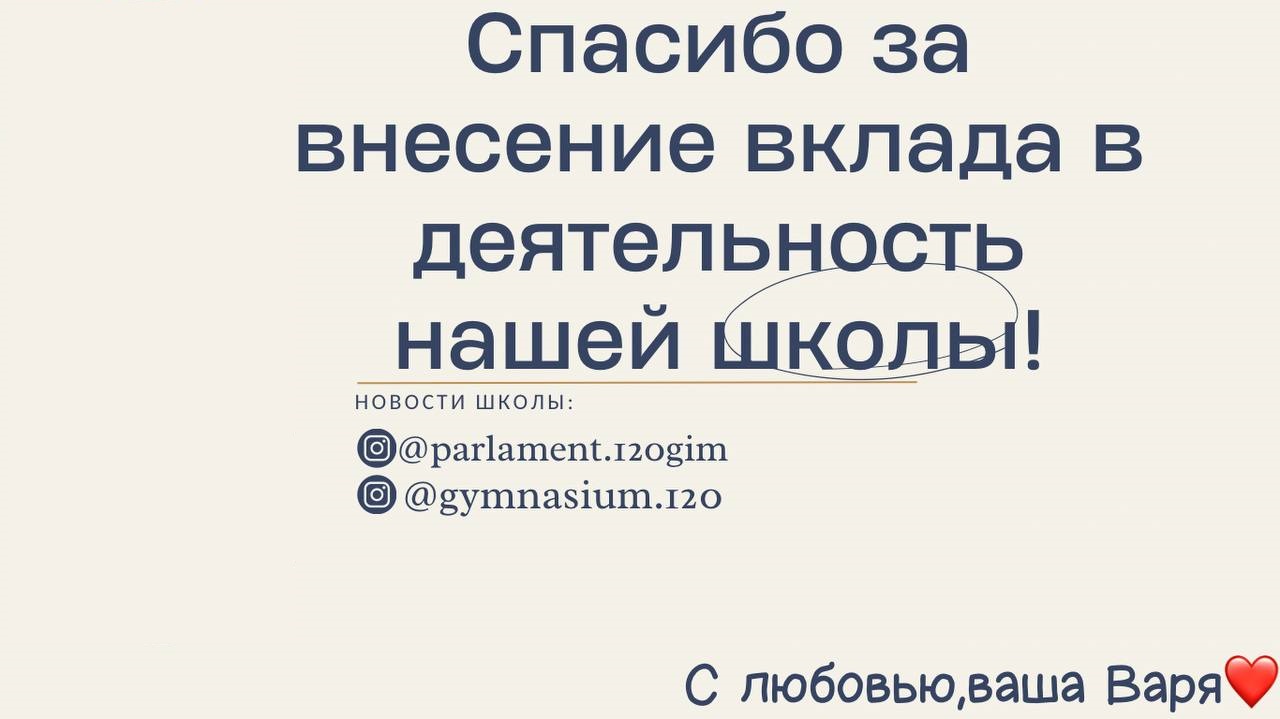 Спасибо за
внесение вклада в
деятельность
нашей школы!
НОВОСТИ ШКОЛЫ:
@parlament.120gim
@gymnasium.120
С любовью,ваша Варя❤️